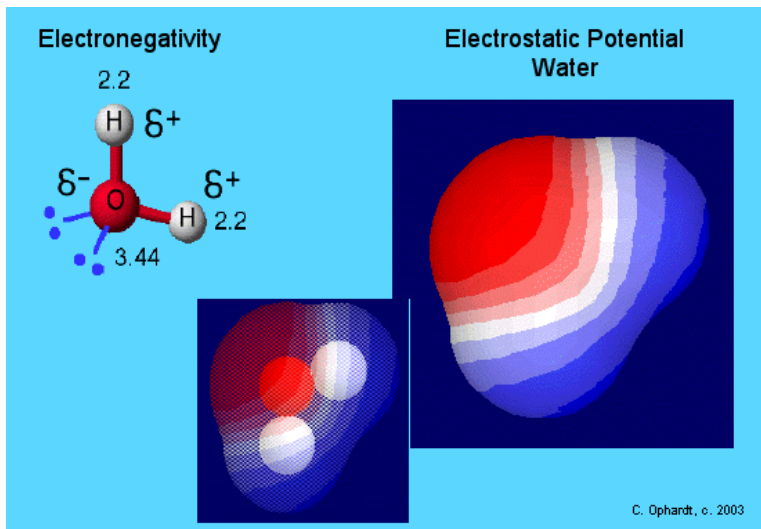 Electronegativity
2.2
H δ+
δ- δ+
O H 2.2
3.44
Electrostatic Potential
Water
C. Ophardt, c. 2003